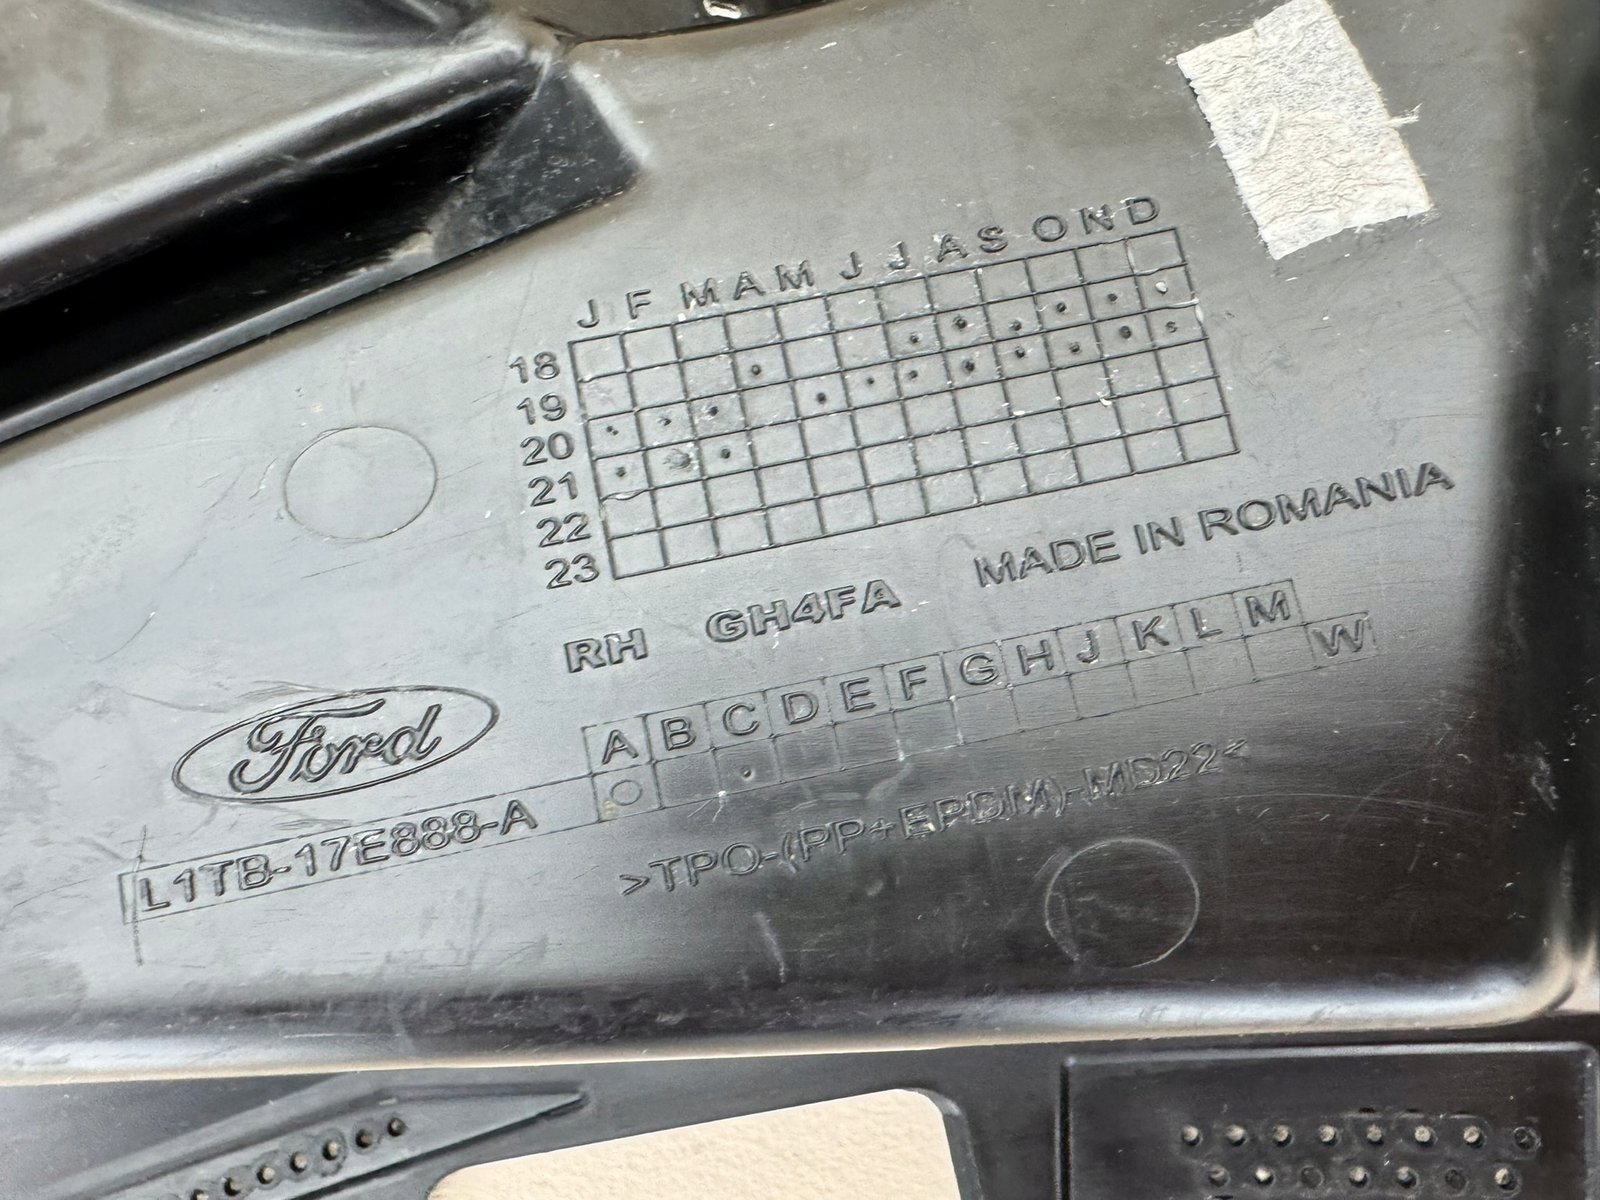 J F M A M J J A S O N D
18
19
20
21
22
23
RH GH4FA MADE IN ROMANIA
Ford
A B C D E F G H J K L M
W
L1TB-17E888-A
>TPO-(PP+EPDM)-MD22<